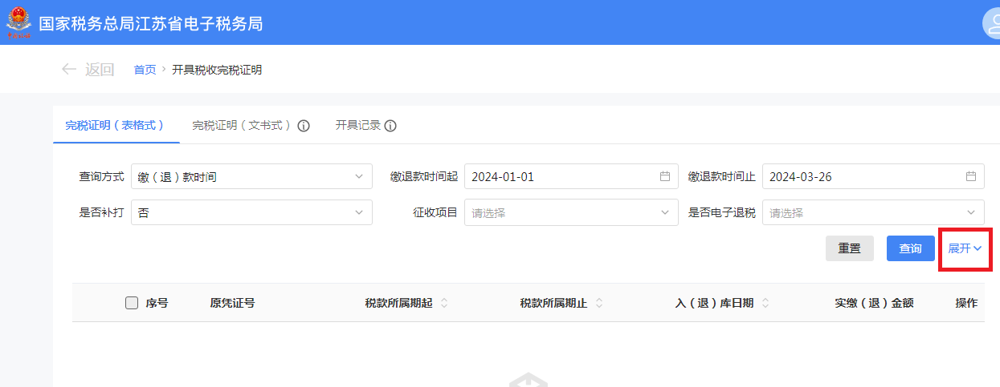 国家税务总局江苏省电子税务局
返回 首页 > 开具税收完税证明
完税证明（表格式） 完税证明（文书式） 开具记录
查询方式 缴（退）款时间 缴退款时间起 2024-01-01 缴退款时间止 2024-03-26
是否补打 否 征收项目 请选择 是否电子退税 请选择
重置 查询 展开
序号 原凭证号 税款所属期起 税款所属期止 入（退）库日期 实缴（退）金额 操作